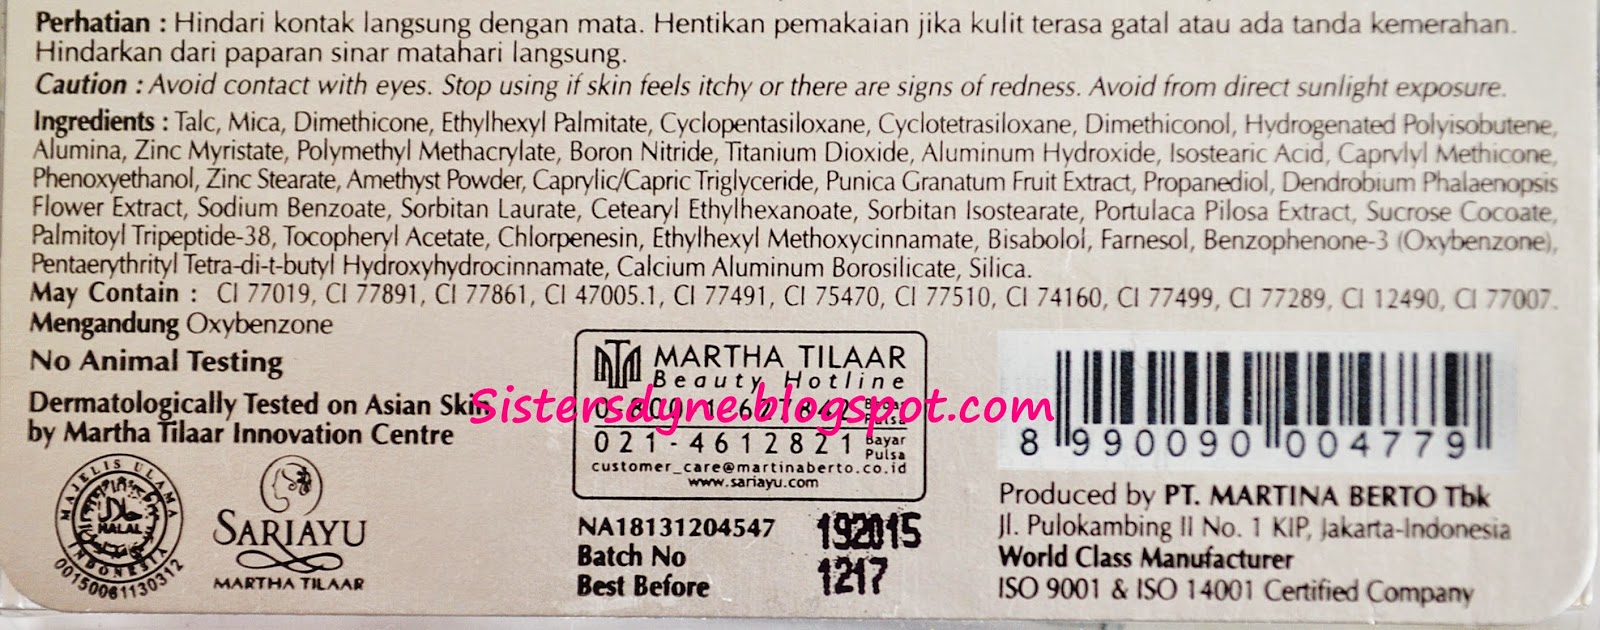 Perhatian : Hindari kontak langsung dengan mata. Hentikan pemakaian jika kulit terasa gatal atau ada tanda kemerahan.
Hindarkan dari paparan sinar matahari langsung.
Caution : Avoid contact with eyes. Stop using if skin feels itchy or there are signs of redness. Avoid from direct sunlight exposure.
Ingredients : Talc, Mica, Dimethicone, Ethylhexyl Palmitate, Cyclopentasiloxane, Cyclotetrasiloxane, Dimethiconol, Hydrogenated Polyisobutene,
Alumina, Zinc Myristate, Polymethyl Methacrylate, Boron Nitride, Titanium Dioxide, Aluminum Hydroxide, Isostearic Acid, Caprylyl Methicone,
Phenoxyethanol, Zinc Stearate, Amethyst Powder, Caprylic/Capric Triglyceride, Punica Granatum Fruit Extract, Propanediol, Dendrobium Phalaenopsis
Flower Extract, Sodium Benzoate, Sorbitan Laurate, Cetearyl Ethylhexanoate, Sorbitan Isostearate, Portulaca Pilosa Extract, Sucrose Cocoate,
Palmitoyl Tripeptide-38, Tocopheryl Acetate, Chlorpenesin, Ethylhexyl Methoxycinnamate, Bisabolol, Farnesol, Benzophenone-3 (Oxybenzone),
Pentaerythrityl Tetra-di-t-butyl Hydroxyhydrocinnamate, Calcium Aluminum Borosilicate, Silica.
May Contain : CI 77019, CI 77891, CI 77861, CI 47005.1, CI 77491, CI 75470, CI 77510, CI 74160, CI 77499, CI 77289, CI 12490, CI 77007.
Mengandung Oxybenzone
No Animal Testing
Dermatologically Tested on Asian Skin
by Martha Tilaar Innovation Centre
MAJELIS ULAMA
حلال
HALAL
INDONESIA
00150061130312
SARIAYU
MARTHA TILAAR
MARTHA TILAAR
Beauty Hotline
Sistersdyne.blogspot.com
021-4612821 Bayar Pulsa
customer_care@martinaberto.co.id
www.sariayu.com
NA18131204547
Batch No 192015
Best Before 1217
8 990090 004779
Produced by PT. MARTINA BERTO Tbk
Jl. Pulokambing II No. 1 KIP, Jakarta-Indonesia
World Class Manufacturer
ISO 9001 & ISO 14001 Certified Company